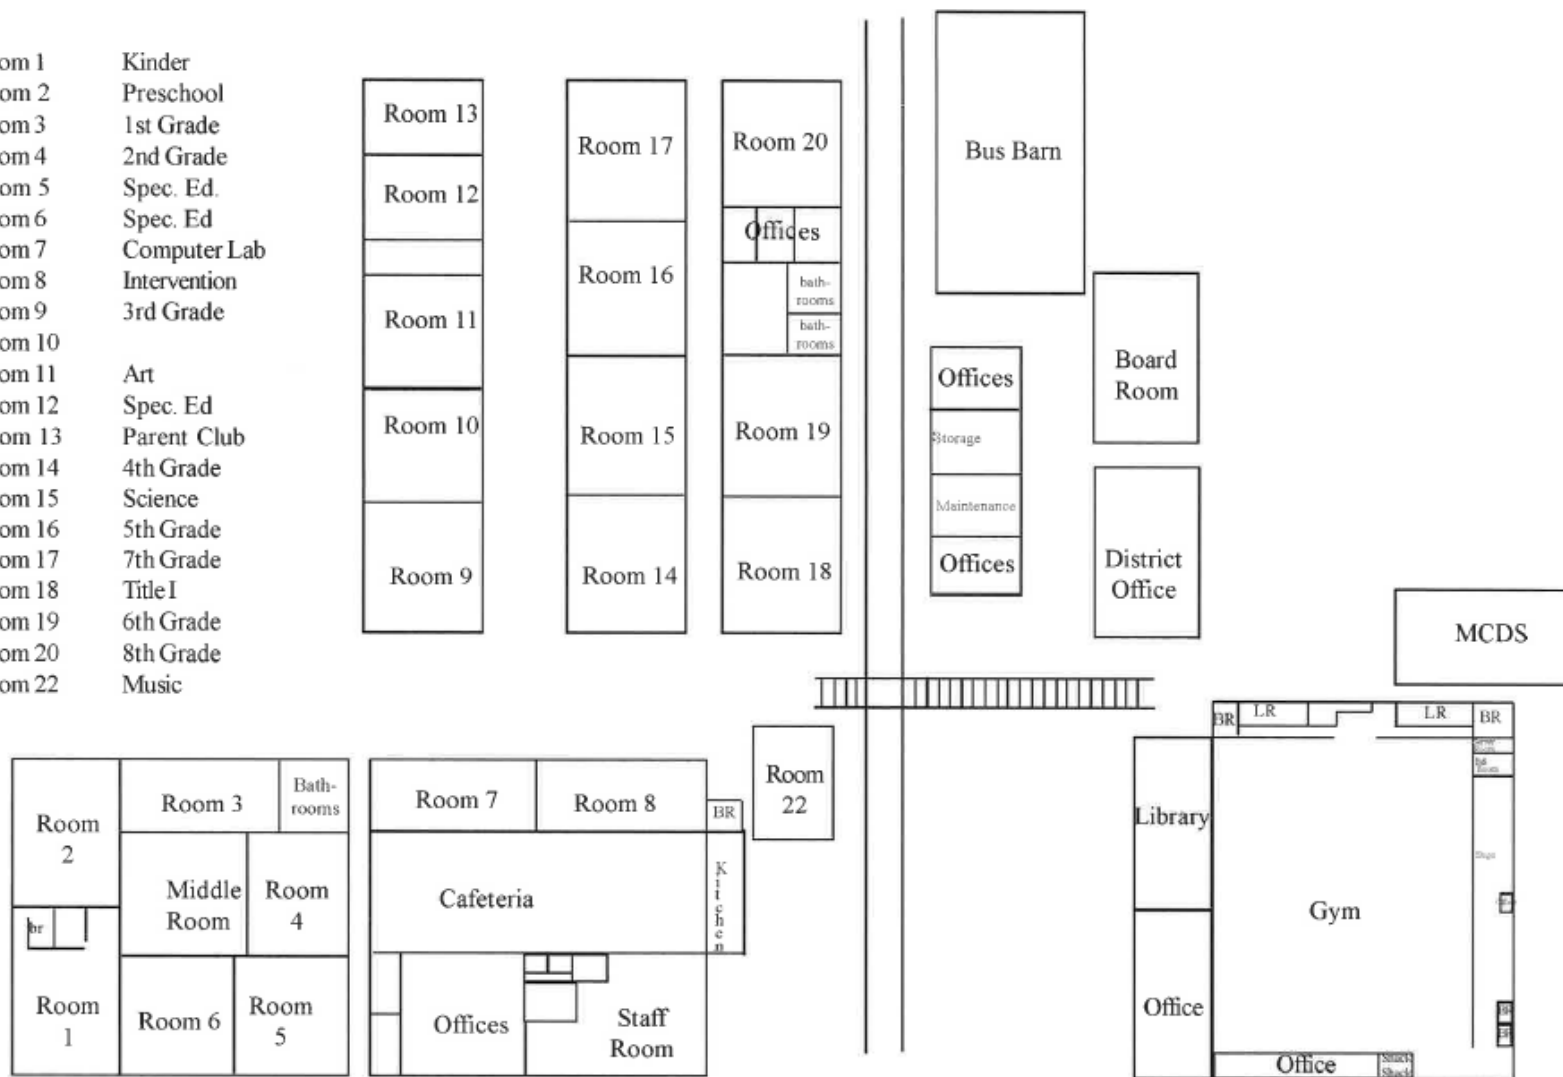 om 1 Kinder
om 2 Preschool
om 3 1st Grade
om 4 2nd Grade
om 5 Spec. Ed.
om 6 Spec. Ed
om 7 Computer Lab
om 8 Intervention
om 9 3rd Grade
om 10
om 11 Art
om 12 Spec. Ed
om 13 Parent Club
om 14 4th Grade
om 15 Science
om 16 5th Grade
om 17 7th Grade
om 18 Title I
om 19 6th Grade
om 20 8th Grade
om 22 Music
Room 13
Room 12
Room 11
Room 10
Room 9
Room 17
Room 16
Room 15
Room 14
Room 20
Offices
bath-
rooms
bath-
rooms
Room 19
Room 18
Bus Barn
Offices
Storage
Maintenance
Offices
Board
Room
District
Office
MCDS
Room
2
Room 3
Bath-
rooms
Middle
Room
Room
4
br
Room
1
Room 6
Room
5
Room 7
Room 8
BR
Cafeteria
Kitchen
Offices
Staff
Room
Room
22
BR
LR
LR
BR
Library
Gym
Office
Office
Snack
Shack